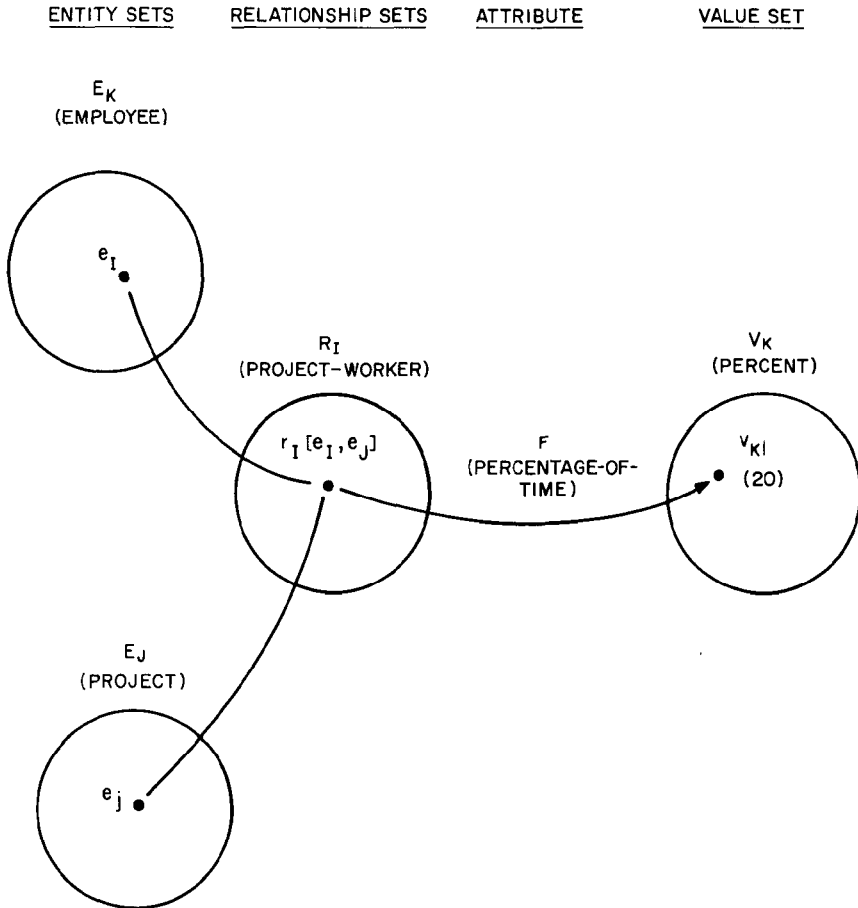 ENTITY SETS RELATIONSHIP SETS ATTRIBUTE VALUE SET
E_K
(EMPLOYEE)
e_I
R_I
(PROJECT-WORKER)
V_K
(PERCENT)
r_I [e_I, e_J]
F
(PERCENTAGE-OF-
TIME)
v_KI
(20)
E_J
(PROJECT)
e_j